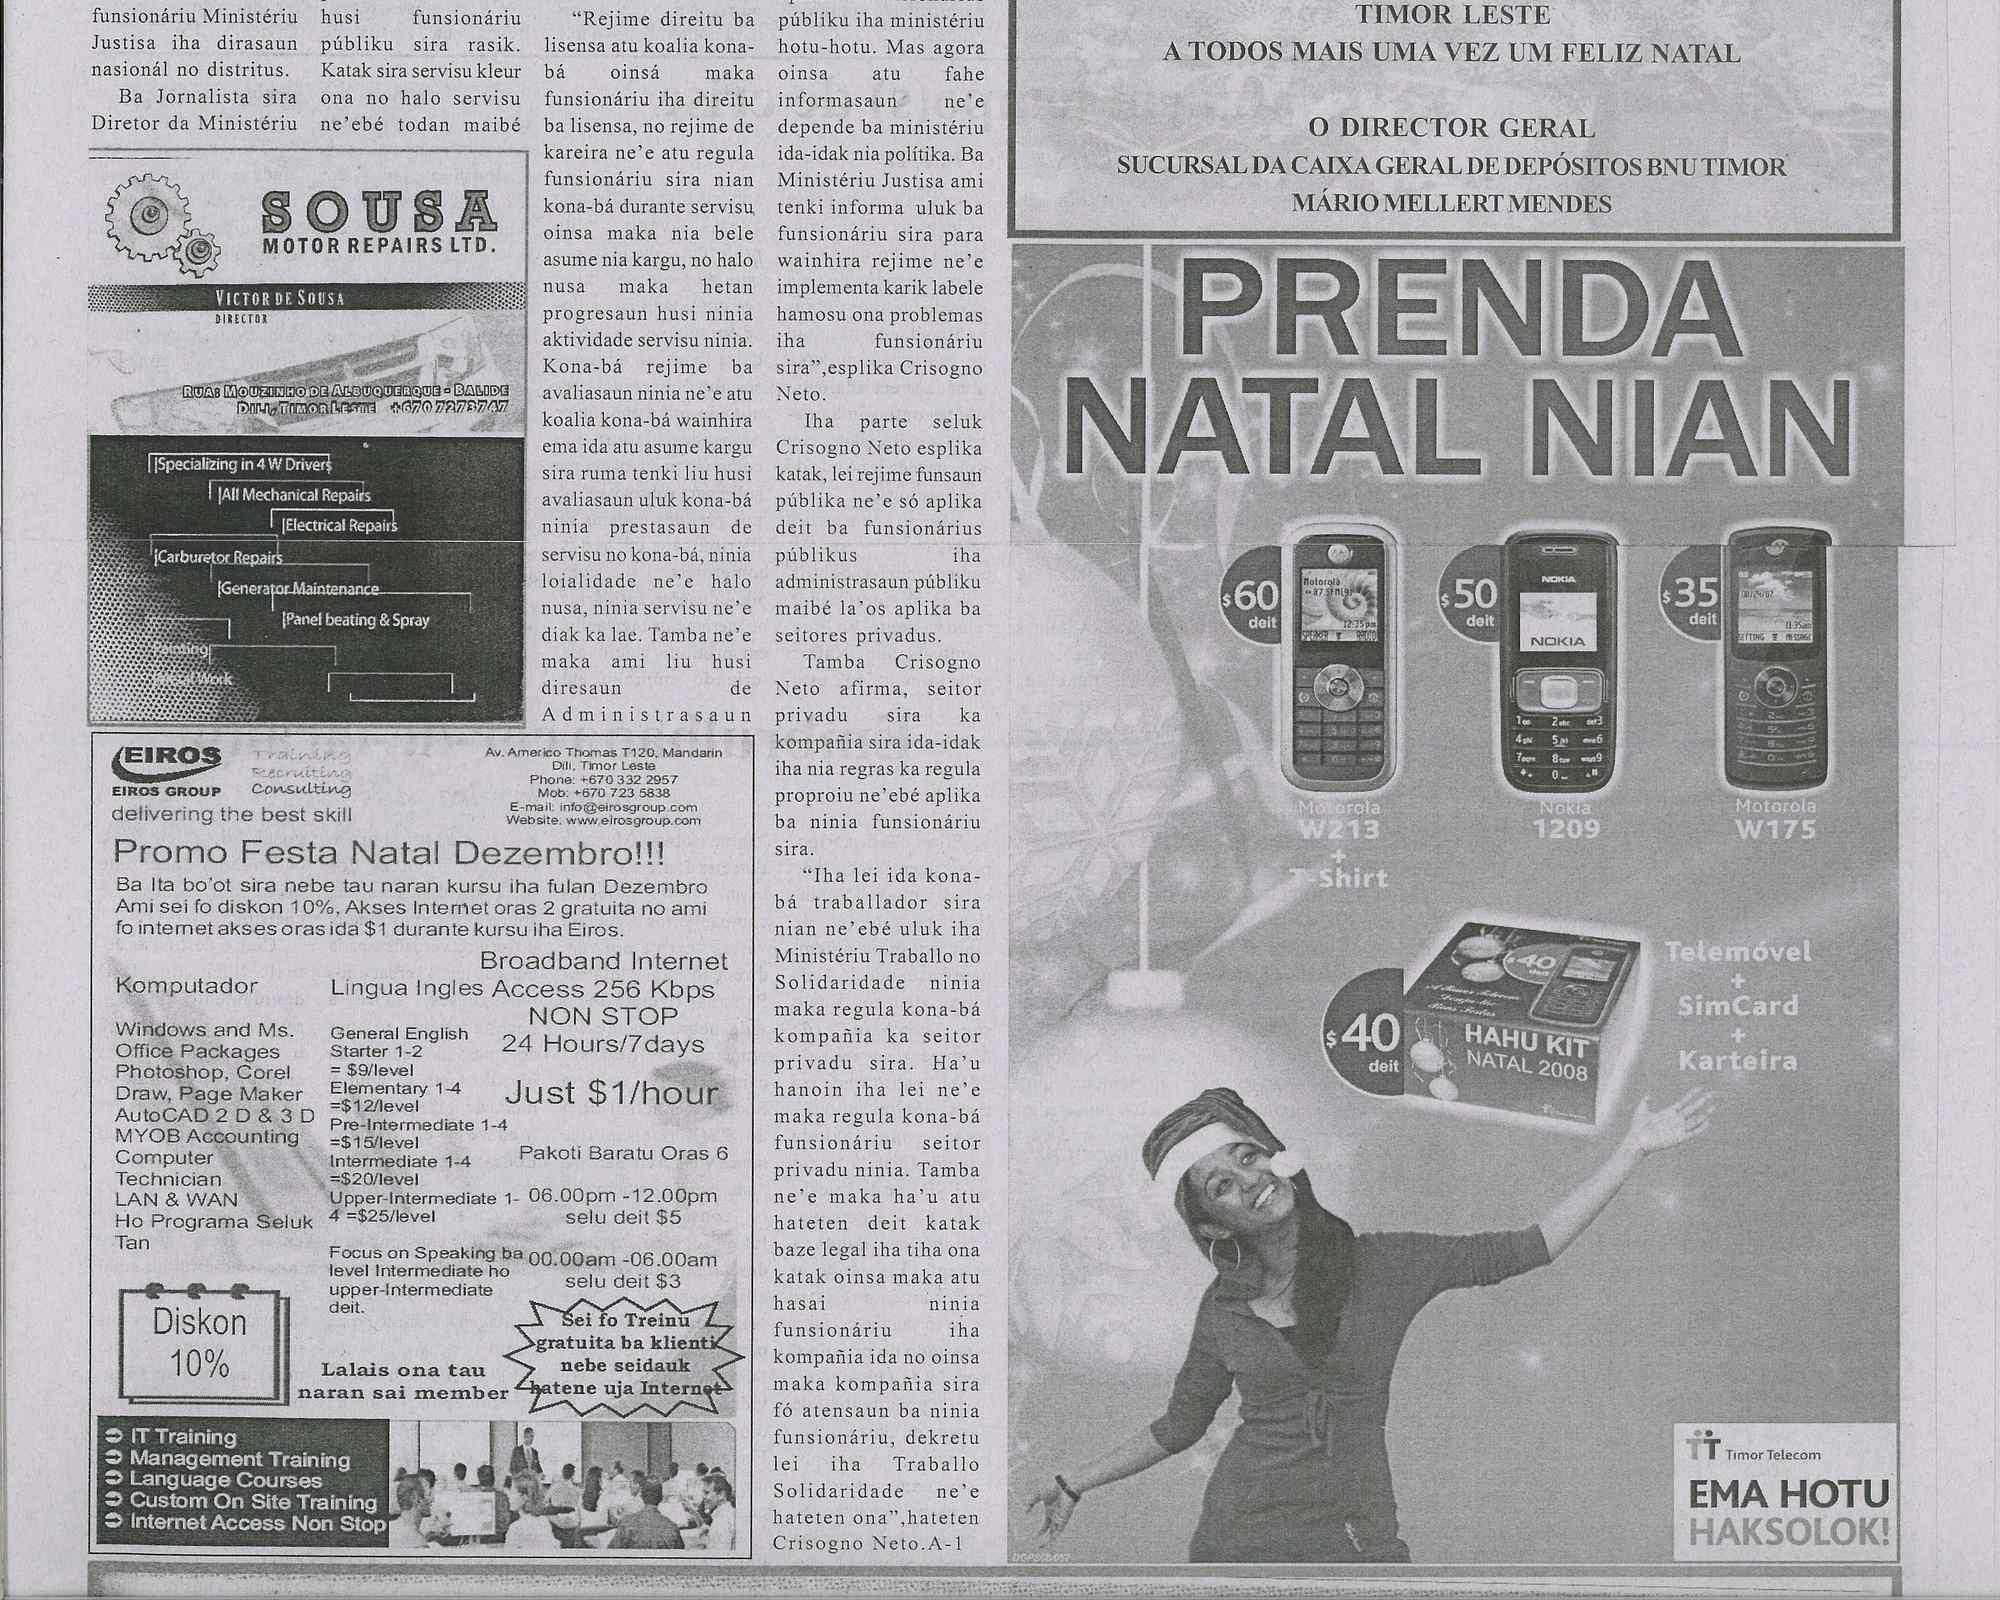 funsionáriu Ministériu
Justisa iha dirasaun
nasionál no distritus.
Ba Jornalista sira
Diretor da Ministériu
husi funsionáriu
públiku sira rasik.
Katak sira servisu kleur
ona no halo servisu
ne'ebé todan maibé
SOUSA
MOTOR REPAIRS LTD.
VICTOR DE SOUSA
DIRECTOR
RUA: MOUZINHO DE ALBUQUERQUE - BALIDE
DILI, TIMOR LESTE +670 7273747
Specializing in 4 W Drivers
All Mechanical Repairs
Electrical Repairs
Carburetor Repairs
Generator Maintenance
Panel beating & Spray
Painting
Work
"Rejime direitu ba
lisensa atu koalia kona-
bá oinsá maka
funsionáriu iha direitu
ba lisensa, no rejime de
kareira ne'e atu regula
funsionáriu sira nian
kona-bá durante servisu
oinsa maka nia bele
asume nia kargu, no halo
nusa maka hetan
progresaun husi ninia
aktividade servisu ninia.
Kona-bá rejime ba
avaliasaun ninia ne'e atu
koalia kona-bá wainhira
ema ida atu asume kargu
sira ruma tenki liu husi
avaliasaun uluk kona-bá
ninia prestasaun de
servisu no kona-bá, ninia
loialidade ne'e halo
nusa, ninia servisu ne'e
diak ka lae. Tamba ne'e
maka ami liu husi
diresaun de
Administrasaun
públiku iha ministériu
hotu-hotu. Mas agora
oinsa atu fahe
informasaun ne'e
depende ba ministériu
ida-idak nia polítika. Ba
Ministériu Justisa ami
tenki informa uluk ba
funsionáriu sira para
wainhira rejime ne'e
implementa karik labele
hamosu ona problemas
iha funsionáriu
sira",esplika Crisogno
Neto.
Iha parte seluk
Crisogno Neto esplika
katak, lei rejime funsaun
públika ne'e só aplika
deit ba funsionárius
públikus iha
administrasaun públiku
maibé la'os aplika ba
seitores privadus.
Tamba Crisogno
Neto afirma, seitor
privadu sira ka
kompañia sira ida-idak
iha nia regras ka regula
proproiu ne'ebé aplika
ba ninia funsionáriu
sira.
"Iha lei ida kona-
bá traballador sira
nian ne'ebé uluk iha
Ministériu Traballo no
Solidaridade ninia
maka regula kona-bá
kompañia ka seitor
privadu sira. Ha'u
hanoin iha lei ne'e
maka regula kona-bá
funsionáriu seitor
privadu ninia. Tamba
ne'e maka ha'u atu
hateten deit katak
baze legal iha tiha ona
katak oinsa maka atu
hasai ninia
funsionáriu iha
kompañia ida no oinsa
maka kompañia sira
fó atensaun ba ninia
funsionáriu, dekretu
lei iha Traballo
Solidaridade ne'e
hateten ona",hateten
Crisogno Neto.A-1
EIROS
EIROS GROUP
delivering the best skill
Training
Recruiting
Consulting
Av. Americo Thomas T120, Mandarin
Dili, Timor Leste
Phone: +670 332 2957
Mob: +670 723 5838
E-mail: info@eirosgroup.com
Website: www.eirosgroup.com
Promo Festa Natal Dezembro!!!
Ba Ita bo'ot sira nebe tau naran kursu iha fulan Dezembro
Ami sei fo diskon 10%, Akses Internet oras 2 gratuita no ami
fo internet akses oras ida $1 durante kursu iha Eiros.
Komputador
Windows and Ms.
Office Packages
Photoshop, Corel
Draw, Page Maker
AutoCAD 2 D & 3 D
MYOB Accounting
Computer
Technician
LAN & WAN
Ho Programa Seluk
Tan
Lingua Ingles
General English
Starter 1-2
= $9/level
Elementary 1-4
=$12/level
Pre-Intermediate 1-4
=$15/level
Intermediate 1-4
=$20/level
Upper-Intermediate 1-
4 =$25/level
Focus on Speaking ba
level Intermediate ho
upper-Intermediate
deit.
Broadband Internet
Access 256 Kbps
NON STOP
24 Hours/7days
Just $1/hour
Pakoti Baratu Oras 6
06.00pm -12.00pm
selu deit $5
00.00am -06.00am
selu deit $3
Diskon
10%
Lalais ona tau
naran sai member
Sei fo Treinu
gratuita ba klienti
nebe seidauk
hatene uja Internet
IT Training
Management Training
Language Courses
Custom On Site Training
Internet Access Non Stop
TIMOR LESTE
A TODOS MAIS UMA VEZ UM FELIZ NATAL
O DIRECTOR GERAL
SUCURSAL DA CAIXA GERAL DE DEPÓSITOS BNU TIMOR
MÁRIO MELLERT MENDES
PRENDA
NATAL NIAN
$60
deit
Motorola
12:35pm
Motorola
W213
+
T-Shirt
$50
deit
NOKIA
NOKIA
Nokia
1209
$35
deit
Motorola
W175
$40
deit
$40
deit
HAHU KIT
NATAL 2008
Telemóvel
+
SimCard
+
Karteira
Timor Telecom
EMA HOTU
HAKSOLOK!